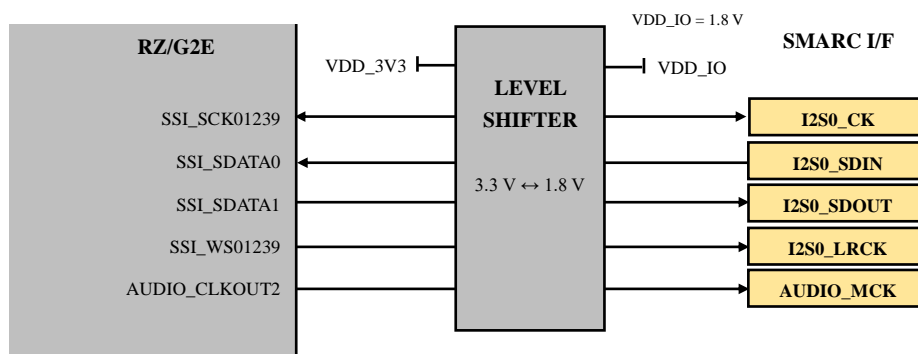 VDD_IO = 1.8 V
RZ/G2E
SMARC I/F
VDD_3V3
VDD_IO
LEVEL
SHIFTER
SSI_SCK01239
I2S0_CK
SSI_SDATA0
I2S0_SDIN
3.3 V ↔ 1.8 V
SSI_SDATA1
I2S0_SDOUT
SSI_WS01239
I2S0_LRCK
AUDIO_CLKOUT2
AUDIO_MCK